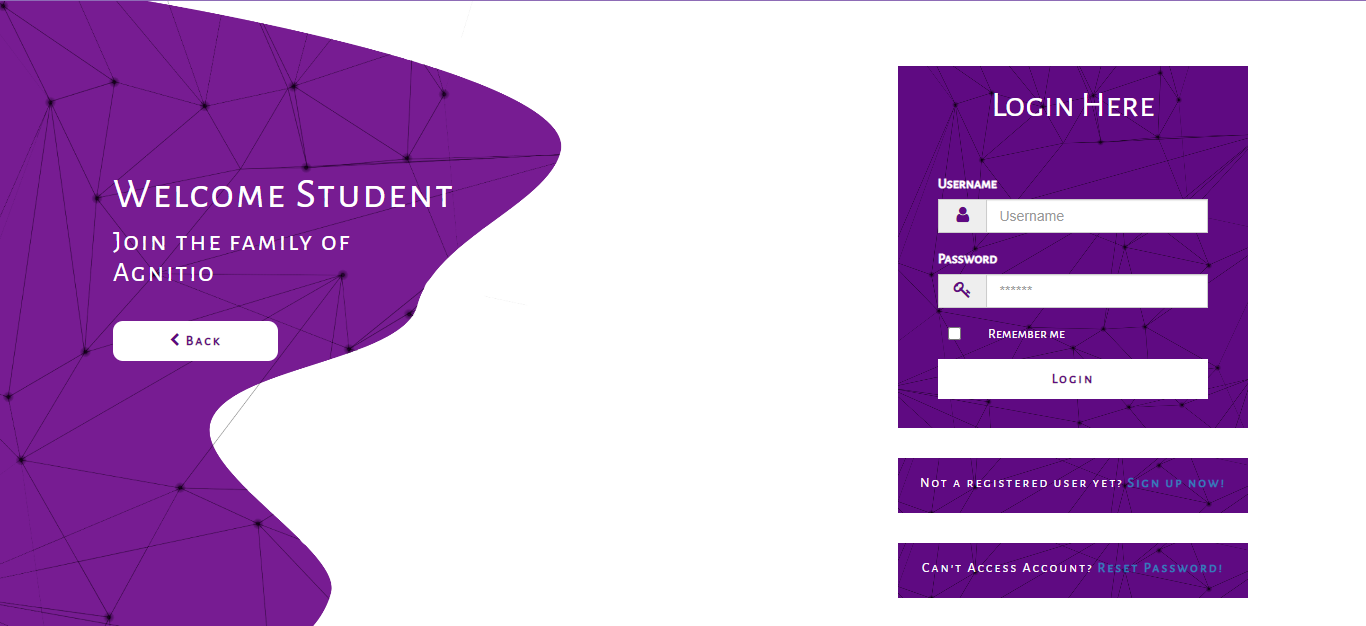 Welcome Student
Join the family of
Agnitio
Back
Login Here
Username
Username
Password
******
Remember me
Login
Not a registered user yet? Sign up now!
Can't Access Account? Reset Password!